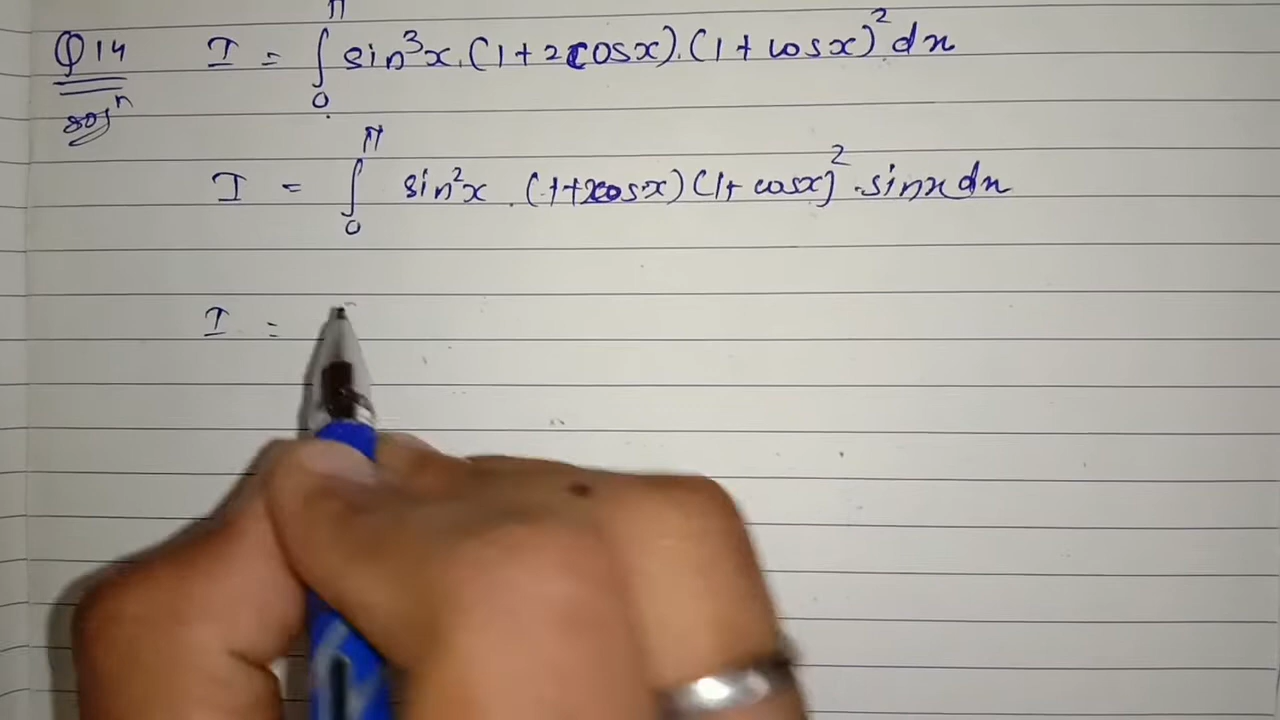 Q14 I = ∫₀^π sin³x.(1+2cosx).(1+cosx)² dx
solⁿ
I = ∫₀^π sin²x .(1+2cosx)(1+cosx)².sinx dx
I =